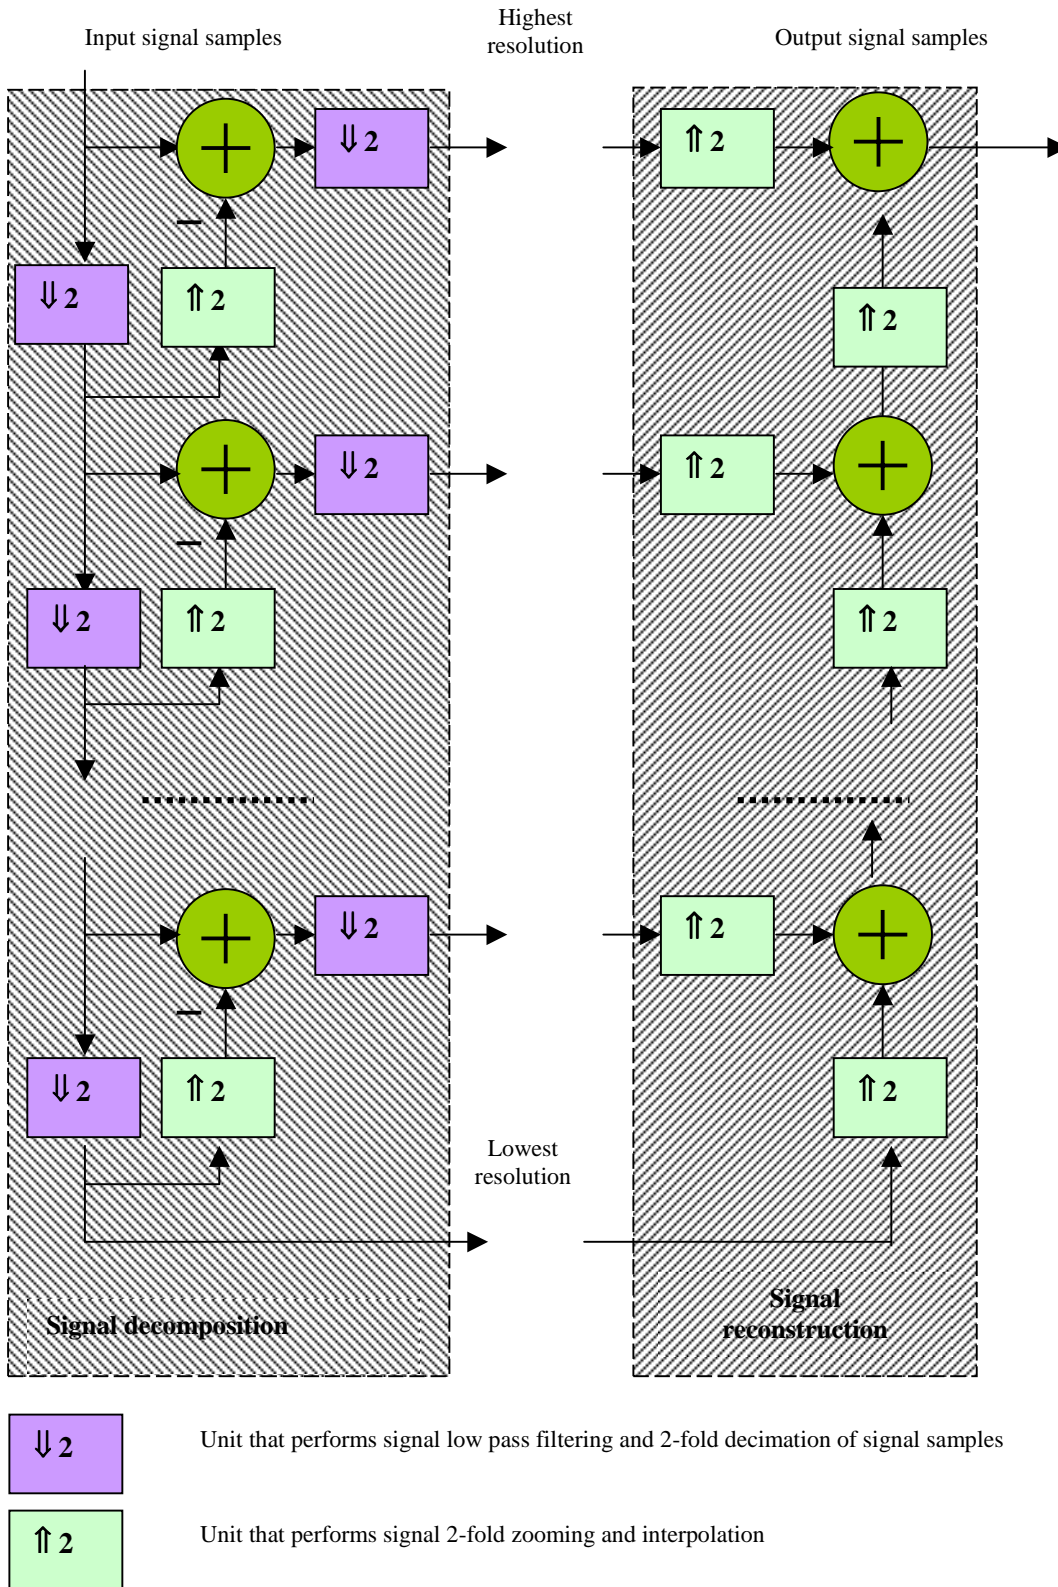 Highest
resolution
Input signal samples
Output signal samples
⇓2
⇑2
–
⇓2
⇑2
⇑2
⇓2
⇑2
–
⇓2
⇑2
⇑2
⇓2
⇑2
–
⇓2
⇑2
⇑2
Lowest
resolution
Signal decomposition
Signal
reconstruction
⇓2
Unit that performs signal low pass filtering and 2-fold decimation of signal samples
⇑2
Unit that performs signal 2-fold zooming and interpolation